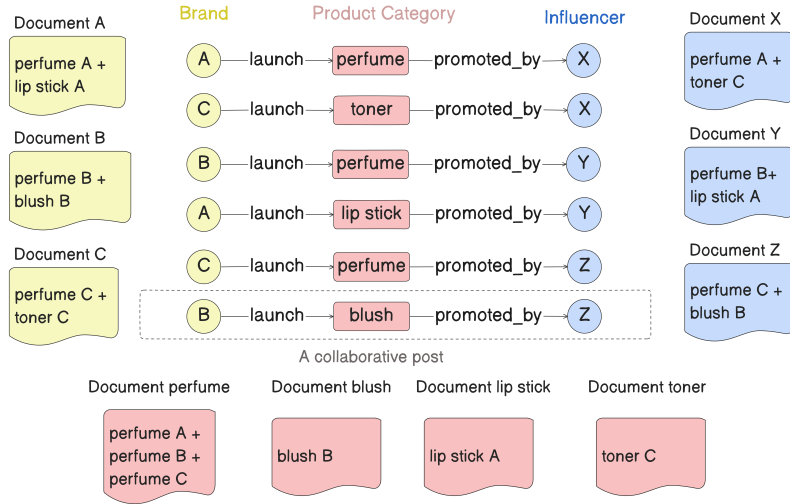 Brand Product Category Influencer
Document A
perfume A +
lip stick A
Document B
perfume B +
blush B
Document C
perfume C +
toner C
A launch perfume promoted_by X
C launch toner promoted_by X
B launch perfume promoted_by Y
A launch lip stick promoted_by Y
C launch perfume promoted_by Z
B launch blush promoted_by Z
A collaborative post
Document X
perfume A +
toner C
Document Y
perfume B+
lip stick A
Document Z
perfume C +
blush B
Document perfume
perfume A +
perfume B +
perfume C
Document blush
blush B
Document lip stick
lip stick A
Document toner
toner C